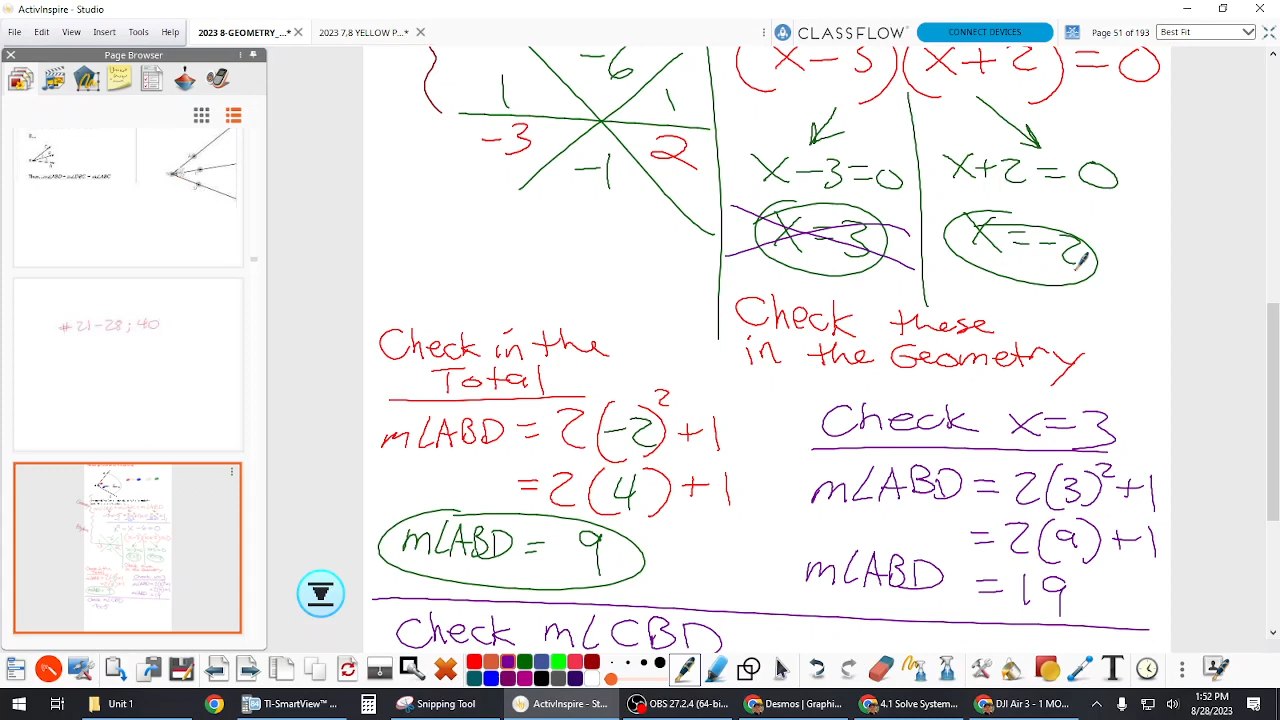 ActivInspire - Studio
File Edit View Insert Tools Help
2023 8-GEOMETRY_...*
2023 7,8 YELLOW P...*
CLASSFLOW
CONNECT DEVICES
Page 51 of 193
Best Fit
Page Browser
#21-28; 40
-6
1 1
-3 2
-1
(x-3)(x+2)=0
x-3=0
x+2=0
x=3
x=-2
Check these
in the Geometry
Check in the
Total
m∠ABD = 2(-2)²+1
= 2(4)+1
m∠ABD = 9
Check x=3
m∠ABD = 2(3)²+1
= 2(9)+1
m∠ABD = 19
Check m∠CBD
Unit 1
TI-SmartView ...
Snipping Tool
ActivInspire - St...
OBS 27.2.4 (64-bi...
Desmos | Graphi...
4.1 Solve System...
DJI Air 3 - 1 MO...
1:52 PM
8/28/2023